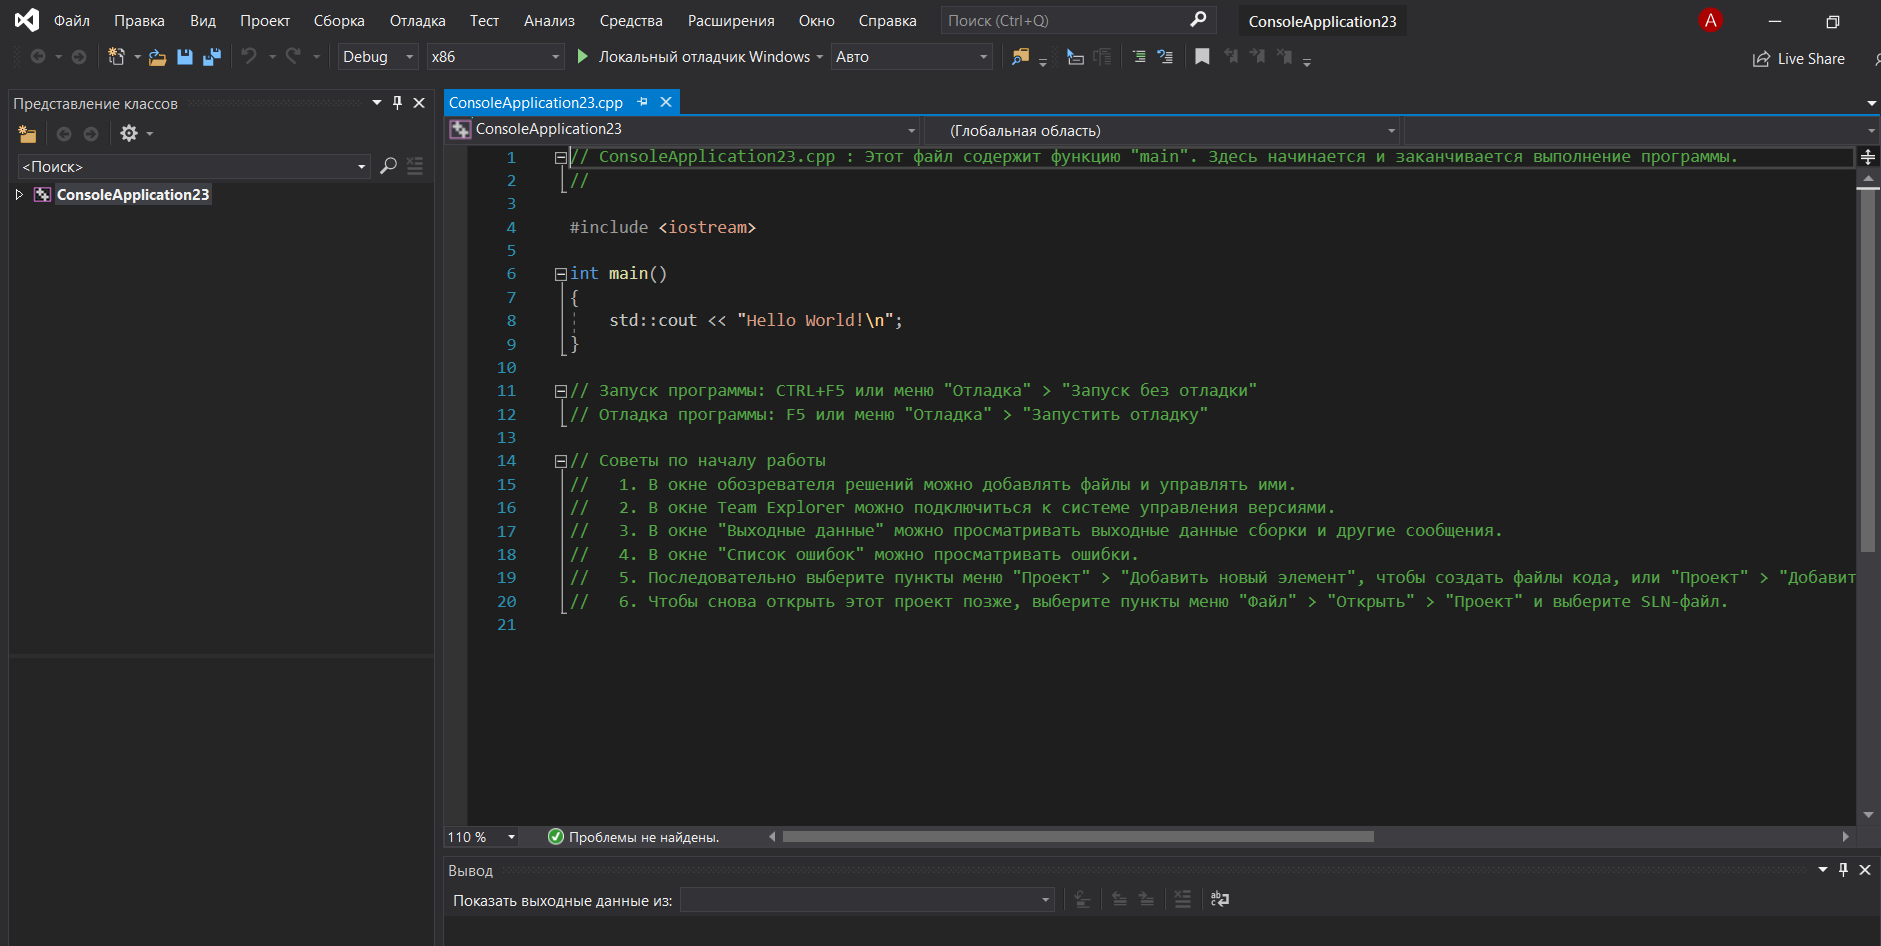 Файл Правка Вид Проект Сборка Отладка Тест Анализ Средства Расширения Окно Справка Поиск (Ctrl+Q) ConsoleApplication23 A
Debug x86 Локальный отладчик Windows Авто Live Share
Представление классов
<Поиск>
ConsoleApplication23
ConsoleApplication23.cpp
ConsoleApplication23 (Глобальная область)
1 // ConsoleApplication23.cpp : Этот файл содержит функцию "main". Здесь начинается и заканчивается выполнение программы.
2 //
3
4 #include <iostream>
5
6 int main()
7 {
8 std::cout << "Hello World!\n";
9 }
10
11 // Запуск программы: CTRL+F5 или меню "Отладка" > "Запуск без отладки"
12 // Отладка программы: F5 или меню "Отладка" > "Запустить отладку"
13
14 // Советы по началу работы
15 //   1. В окне обозревателя решений можно добавлять файлы и управлять ими.
16 //   2. В окне Team Explorer можно подключиться к системе управления версиями.
17 //   3. В окне "Выходные данные" можно просматривать выходные данные сборки и другие сообщения.
18 //   4. В окне "Список ошибок" можно просматривать ошибки.
19 //   5. Последовательно выберите пункты меню "Проект" > "Добавить новый элемент", чтобы создать файлы кода, или "Проект" > "Добавит
20 //   6. Чтобы снова открыть этот проект позже, выберите пункты меню "Файл" > "Открыть" > "Проект" и выберите SLN-файл.
21
110 % Проблемы не найдены.
Вывод
Показать выходные данные из: